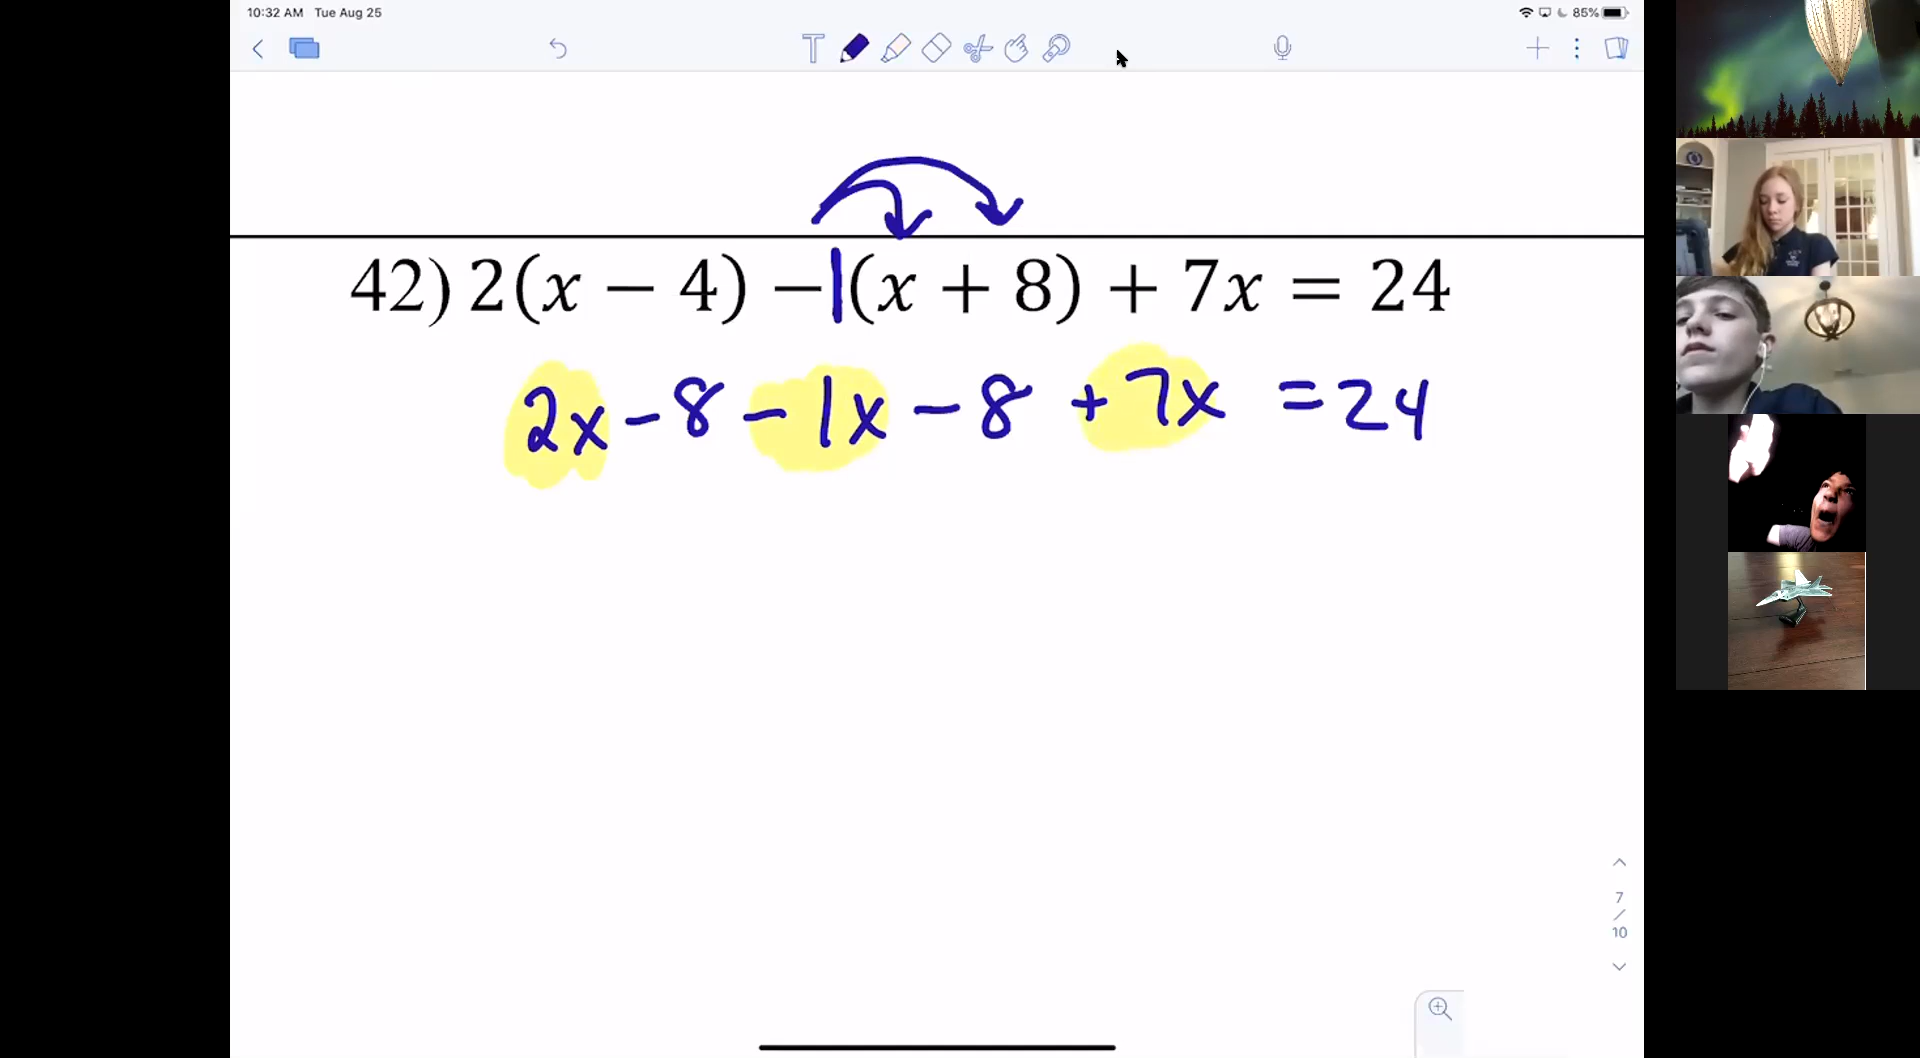 10:32 AM Tue Aug 25
85%
T
42) 2(x − 4) −1(x + 8) + 7x = 24
2x − 8 − 1x − 8 + 7x = 24
7
/
10